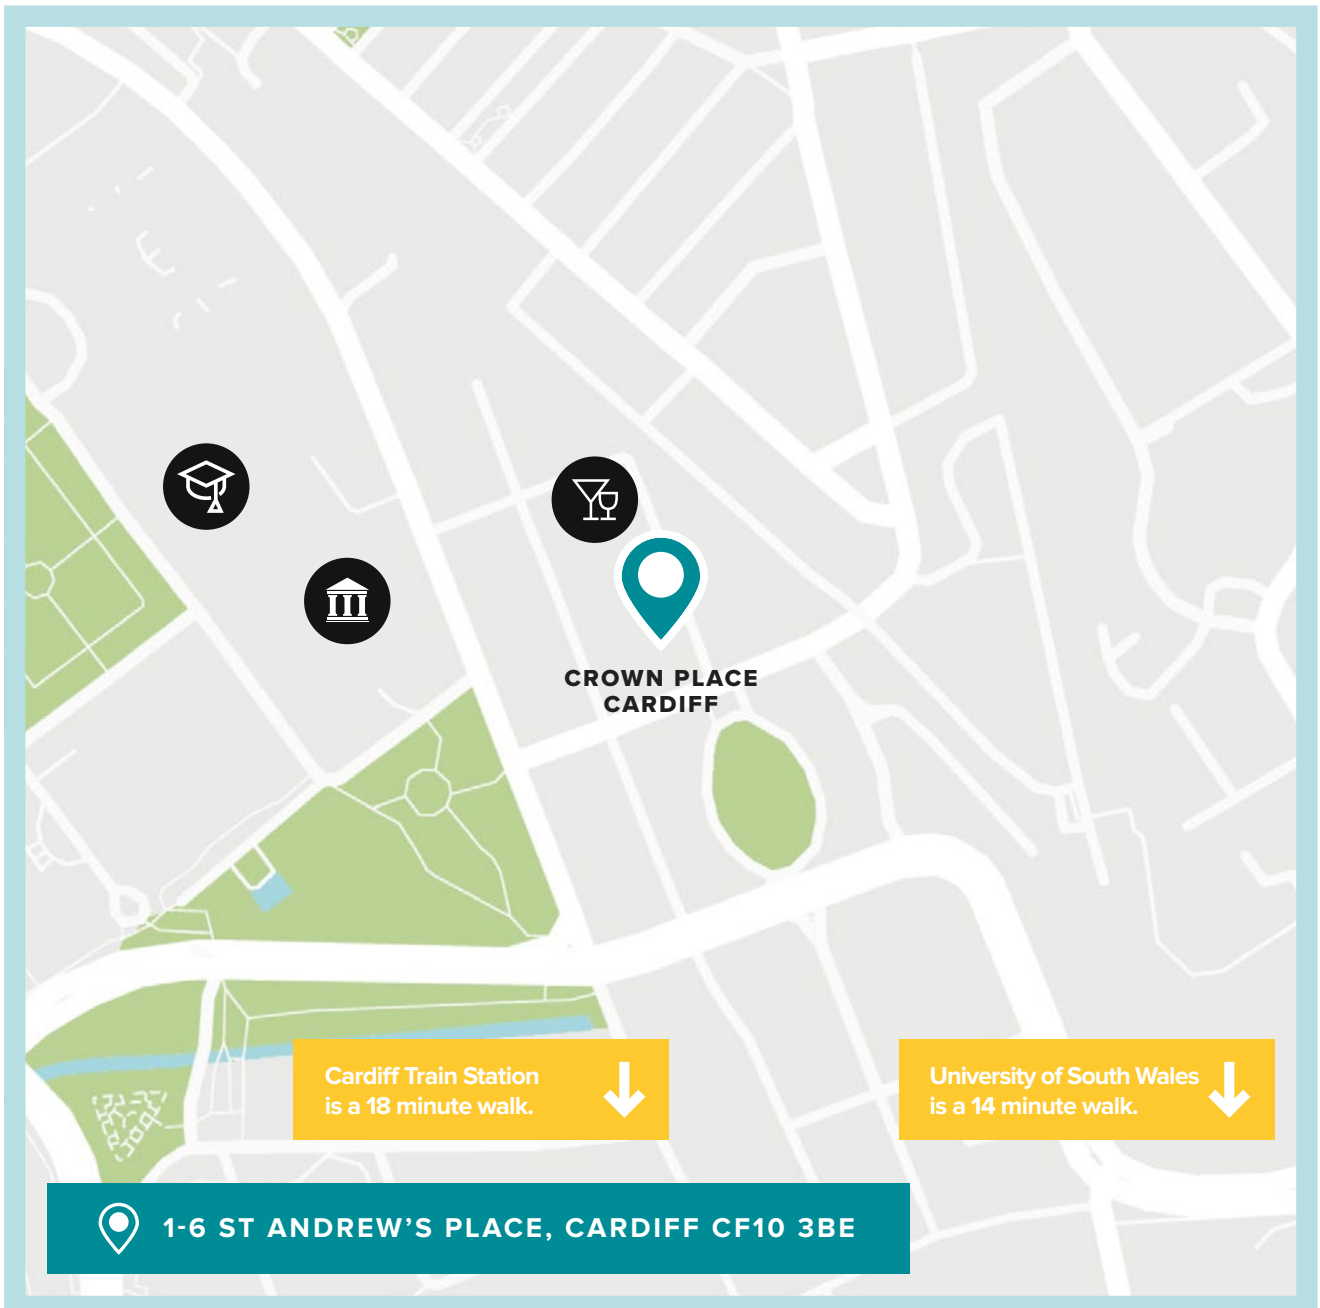 CROWN PLACE
CARDIFF
Cardiff Train Station
is a 18 minute walk.
University of South Wales
is a 14 minute walk.
1-6 ST ANDREW’S PLACE, CARDIFF CF10 3BE